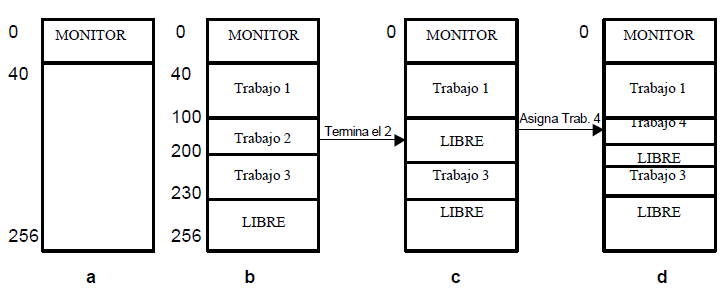 0
MONITOR
40
256
a
0
MONITOR
40
Trabajo 1
100
Trabajo 2
200
Trabajo 3
230
LIBRE
256
b
Termina el 2
0
MONITOR
Trabajo 1
LIBRE
Trabajo 3
LIBRE
c
Asigna Trab. 4
0
MONITOR
Trabajo 1
Trabajo 4
LIBRE
Trabajo 3
LIBRE
d